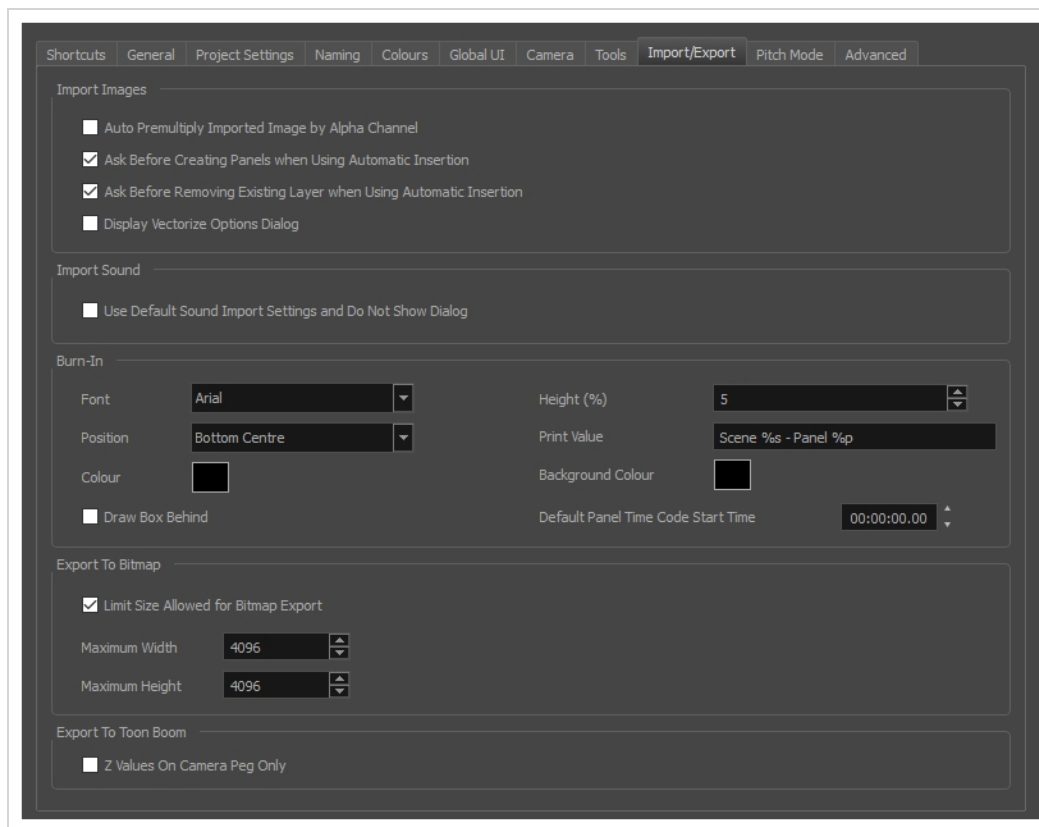 Shortcuts General Project Settings Naming Colours Global UI Camera Tools Import/Export Pitch Mode Advanced
Import Images
Auto Premultiply Imported Image by Alpha Channel
Ask Before Creating Panels when Using Automatic Insertion
Ask Before Removing Existing Layer when Using Automatic Insertion
Display Vectorize Options Dialog
Import Sound
Use Default Sound Import Settings and Do Not Show Dialog
Burn-In
Font Arial Height (%) 5
Position Bottom Centre Print Value Scene %s - Panel %p
Colour Background Colour
Draw Box Behind Default Panel Time Code Start Time 00:00:00.00
Export To Bitmap
Limit Size Allowed for Bitmap Export
Maximum Width 4096
Maximum Height 4096
Export To Toon Boom
Z Values On Camera Peg Only